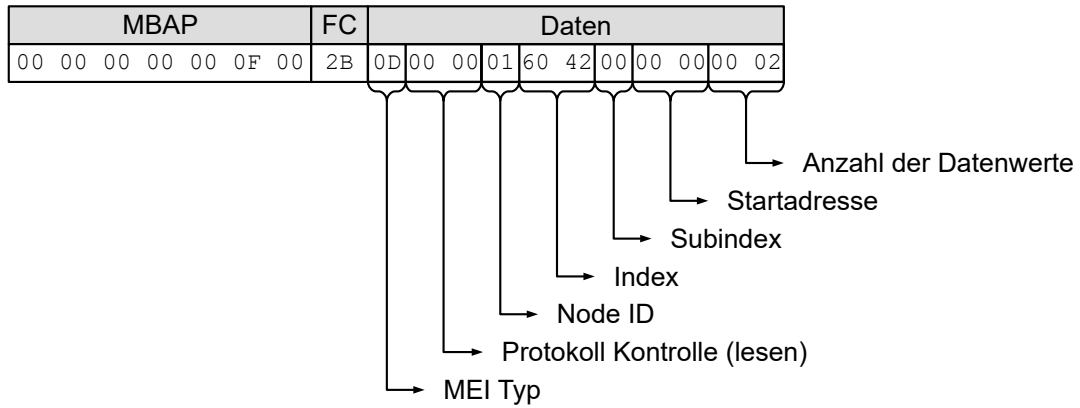 MBAP FC Daten
00 00 00 00 00 0F 00 2B 0D 00 00 01 60 42 00 00 00 00 02
Anzahl der Datenwerte
Startadresse
Subindex
Index
Node ID
Protokoll Kontrolle (lesen)
MEI Typ